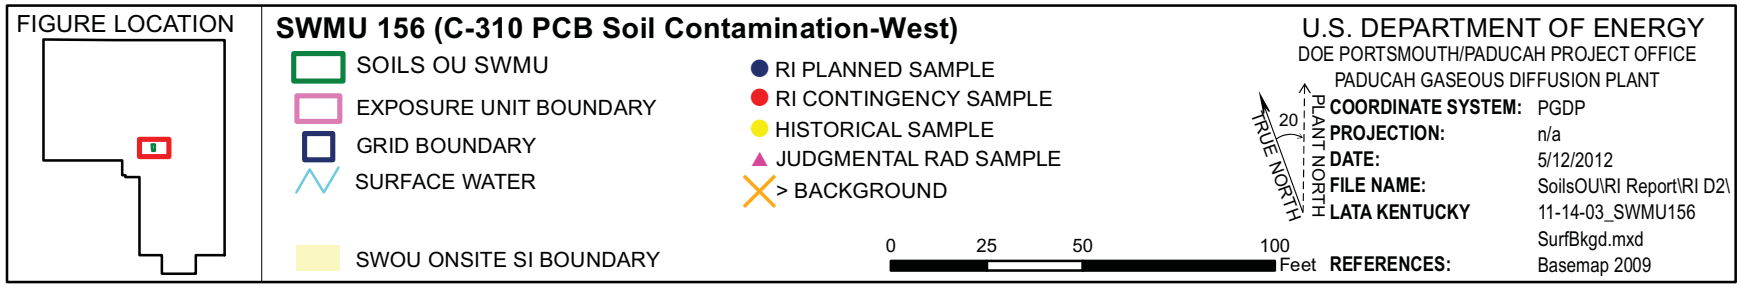 FIGURE LOCATION
SWMU 156 (C-310 PCB Soil Contamination-West)
SOILS OU SWMU
EXPOSURE UNIT BOUNDARY
GRID BOUNDARY
SURFACE WATER
SWOU ONSITE SI BOUNDARY
RI PLANNED SAMPLE
RI CONTINGENCY SAMPLE
HISTORICAL SAMPLE
JUDGMENTAL RAD SAMPLE
> BACKGROUND
0 25 50 100
Feet
U.S. DEPARTMENT OF ENERGY
DOE PORTSMOUTH/PADUCAH PROJECT OFFICE
PADUCAH GASEOUS DIFFUSION PLANT
TRUE NORTH
20
PLANT NORTH
COORDINATE SYSTEM: PGDP
PROJECTION: n/a
DATE: 5/12/2012
FILE NAME: SoilsOU\RI Report\RI D2\
LATA KENTUCKY 11-14-03_SWMU156
SurfBkgd.mxd
REFERENCES: Basemap 2009